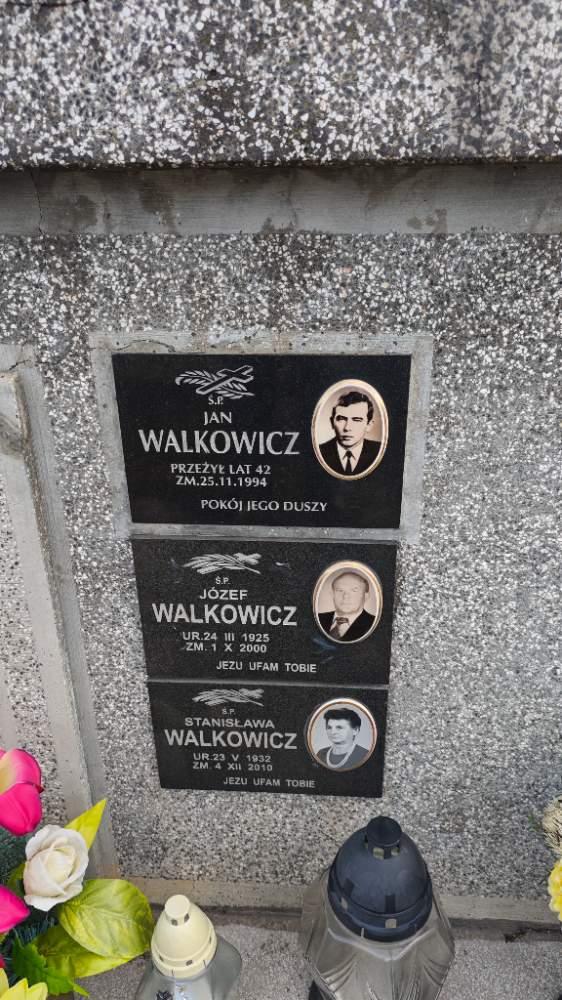 Ś.P.
JAN
WALKOWICZ
PRZEŻYŁ LAT 42
ZM.25.11.1994
POKÓJ JEGO DUSZY
Ś.P.
JÓZEF
WALKOWICZ
UR.24 III 1925
ZM. 1 X 2000
JEZU UFAM TOBIE
Ś.P.
STANISŁAWA
WALKOWICZ
UR.23 V 1932
ZM. 4 XII 2010
JEZU UFAM TOBIE